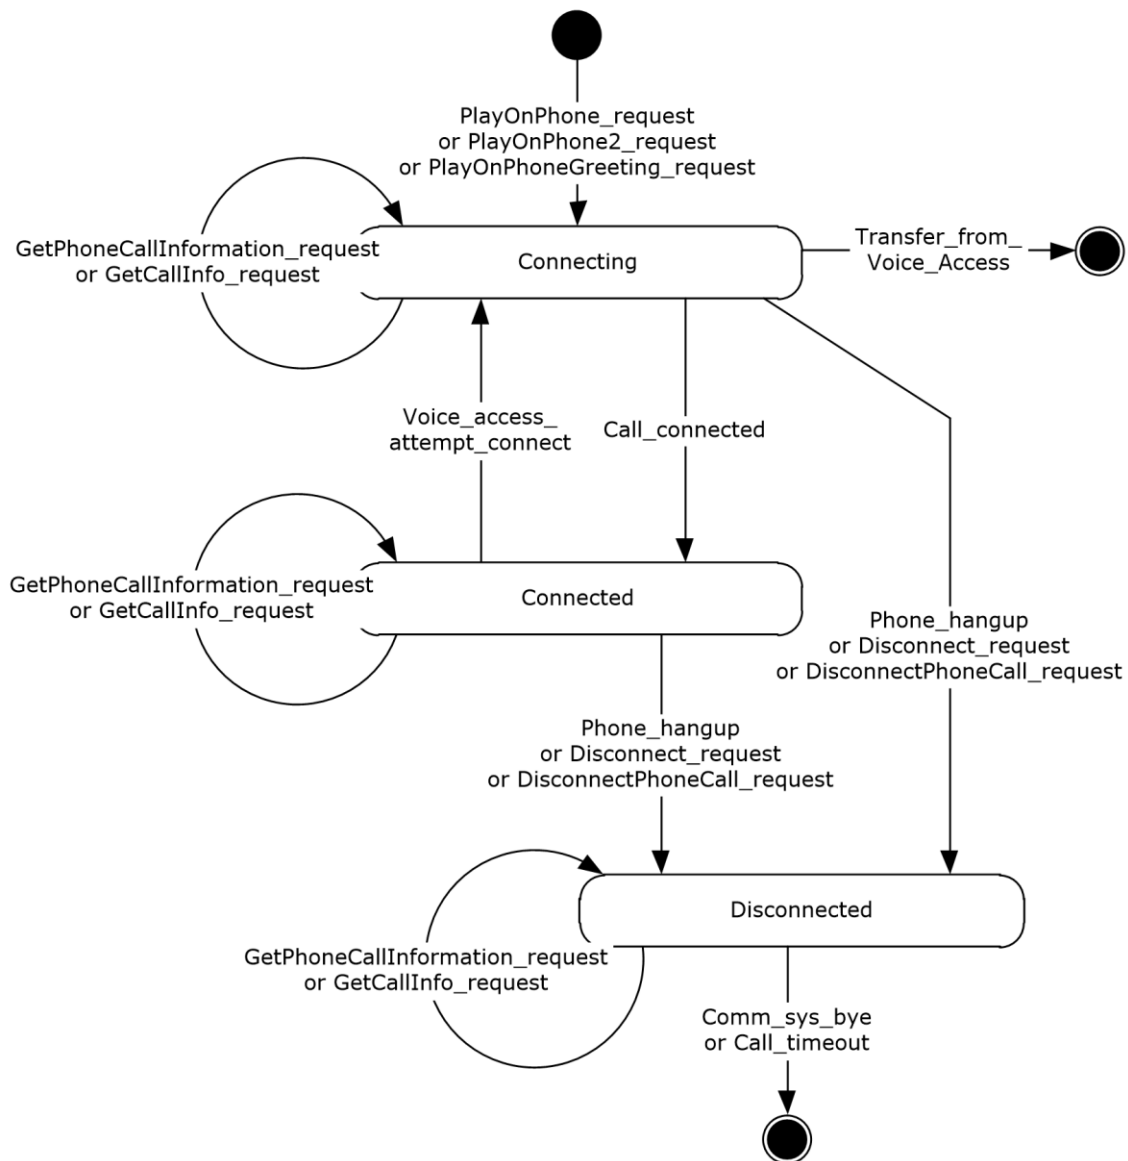 PlayOnPhone_request
or PlayOnPhone2_request
or PlayOnPhoneGreeting_request
GetPhoneCallInformation_request
or GetCallInfo_request
Connecting
Transfer_from_
Voice_Access
Voice_access_
attempt_connect
Call_connected
GetPhoneCallInformation_request
or GetCallInfo_request
Connected
Phone_hangup
or Disconnect_request
or DisconnectPhoneCall_request
Phone_hangup
or Disconnect_request
or DisconnectPhoneCall_request
Disconnected
GetPhoneCallInformation_request
or GetCallInfo_request
Comm_sys_bye
or Call_timeout